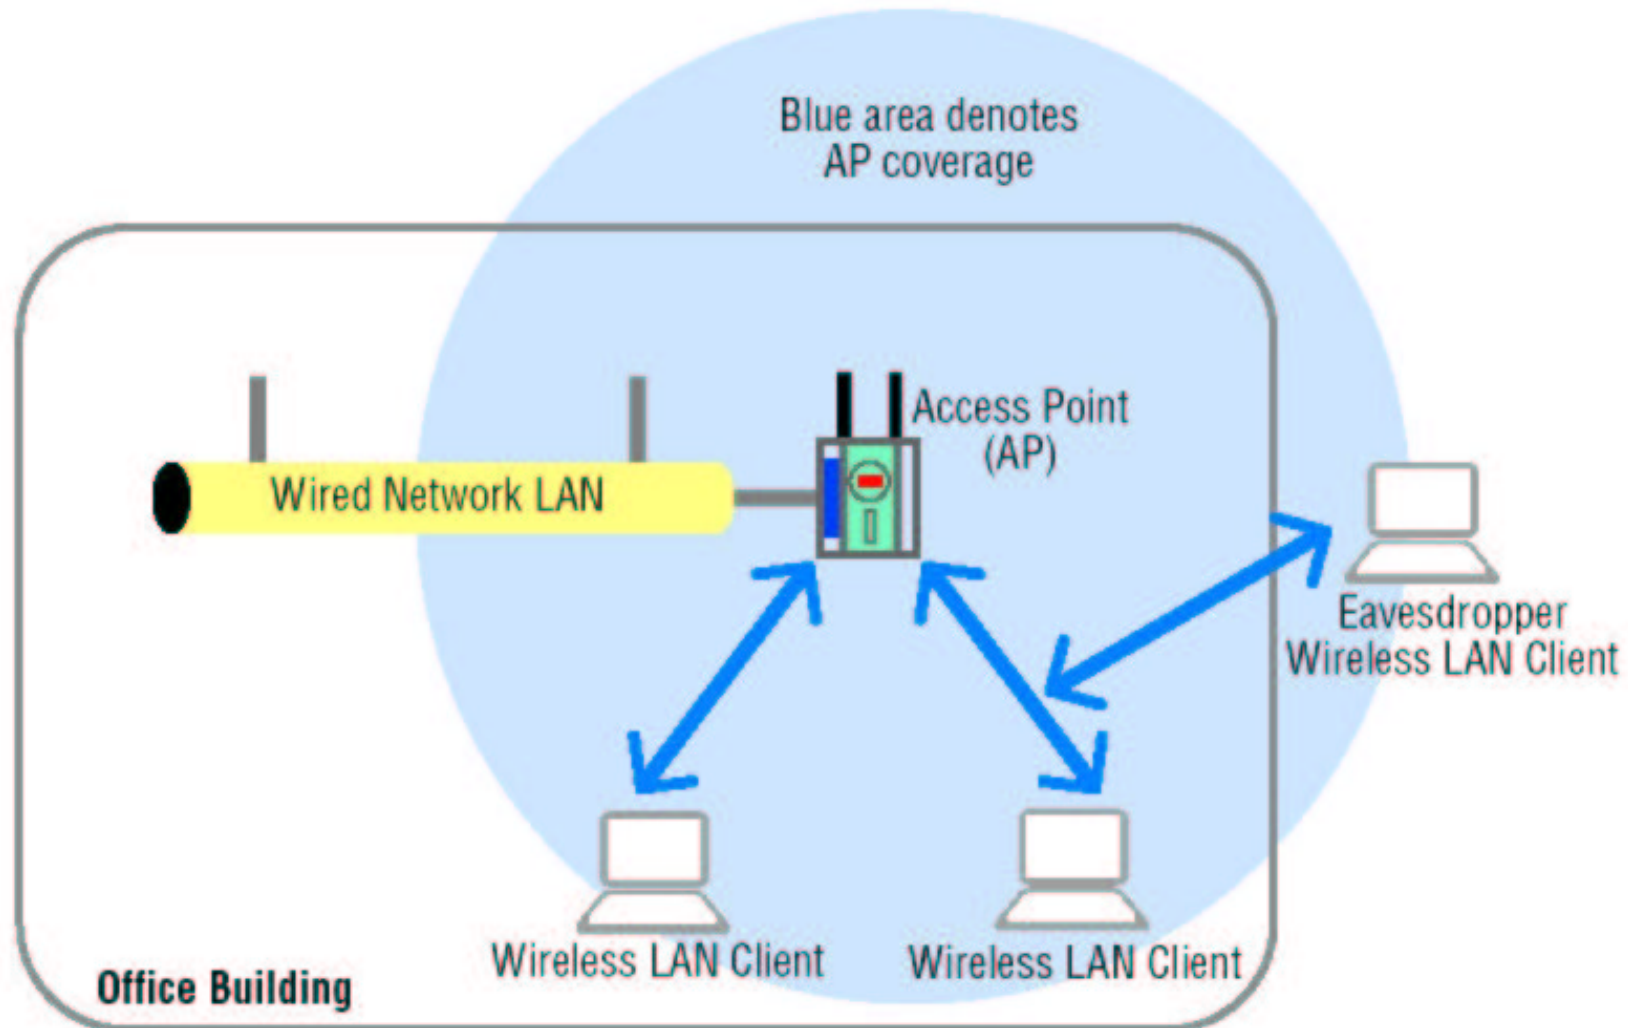 Blue area denotes
AP coverage
Access Point
(AP)
Wired Network LAN
Eavesdropper
Wireless LAN Client
Wireless LAN Client
Wireless LAN Client
Office Building